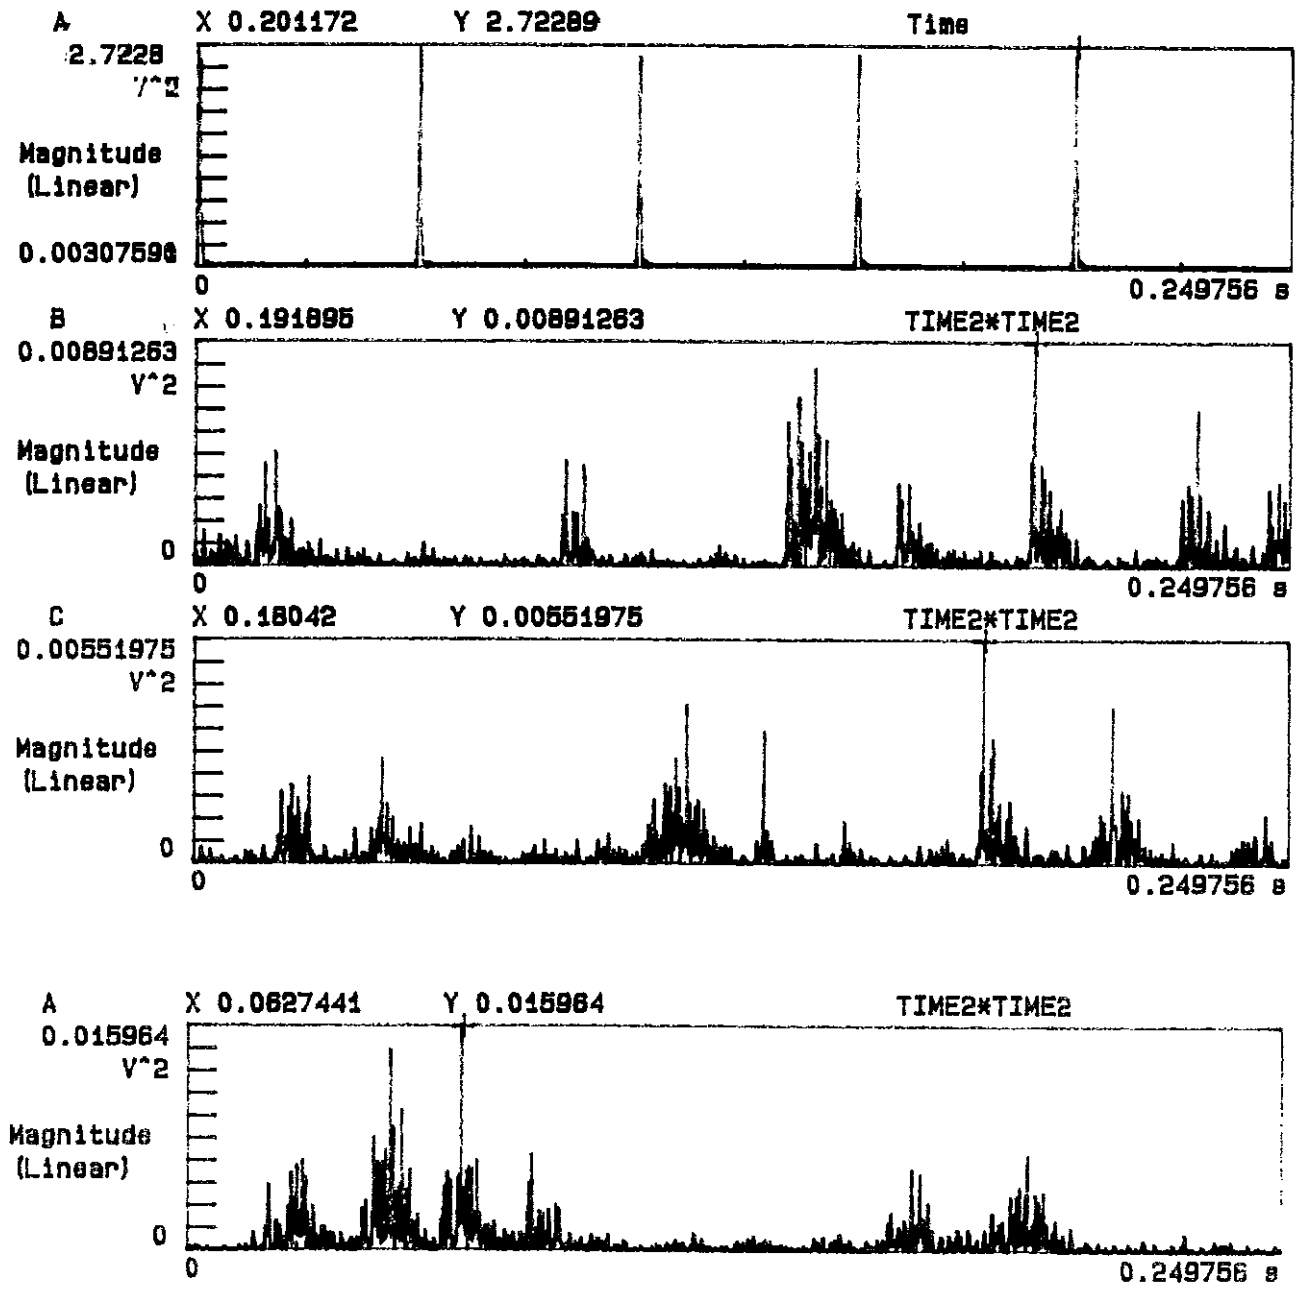 A X 0.201172 Y 2.72289 Time
2.7228
Magnitude
(Linear)
0.00307596
0 0.249756 s
B X 0.191895 Y 0.00891263 TIME2*TIME2
0.00891263
V^2
Magnitude
(Linear)
0
0 0.249756 s
C X 0.18042 Y 0.00551975 TIME2*TIME2
0.00551975
V^2
Magnitude
(Linear)
0
0 0.249756 s
A X 0.0627441 Y 0.015964 TIME2*TIME2
0.015964
V^2
Magnitude
(Linear)
0
0 0.249756 s